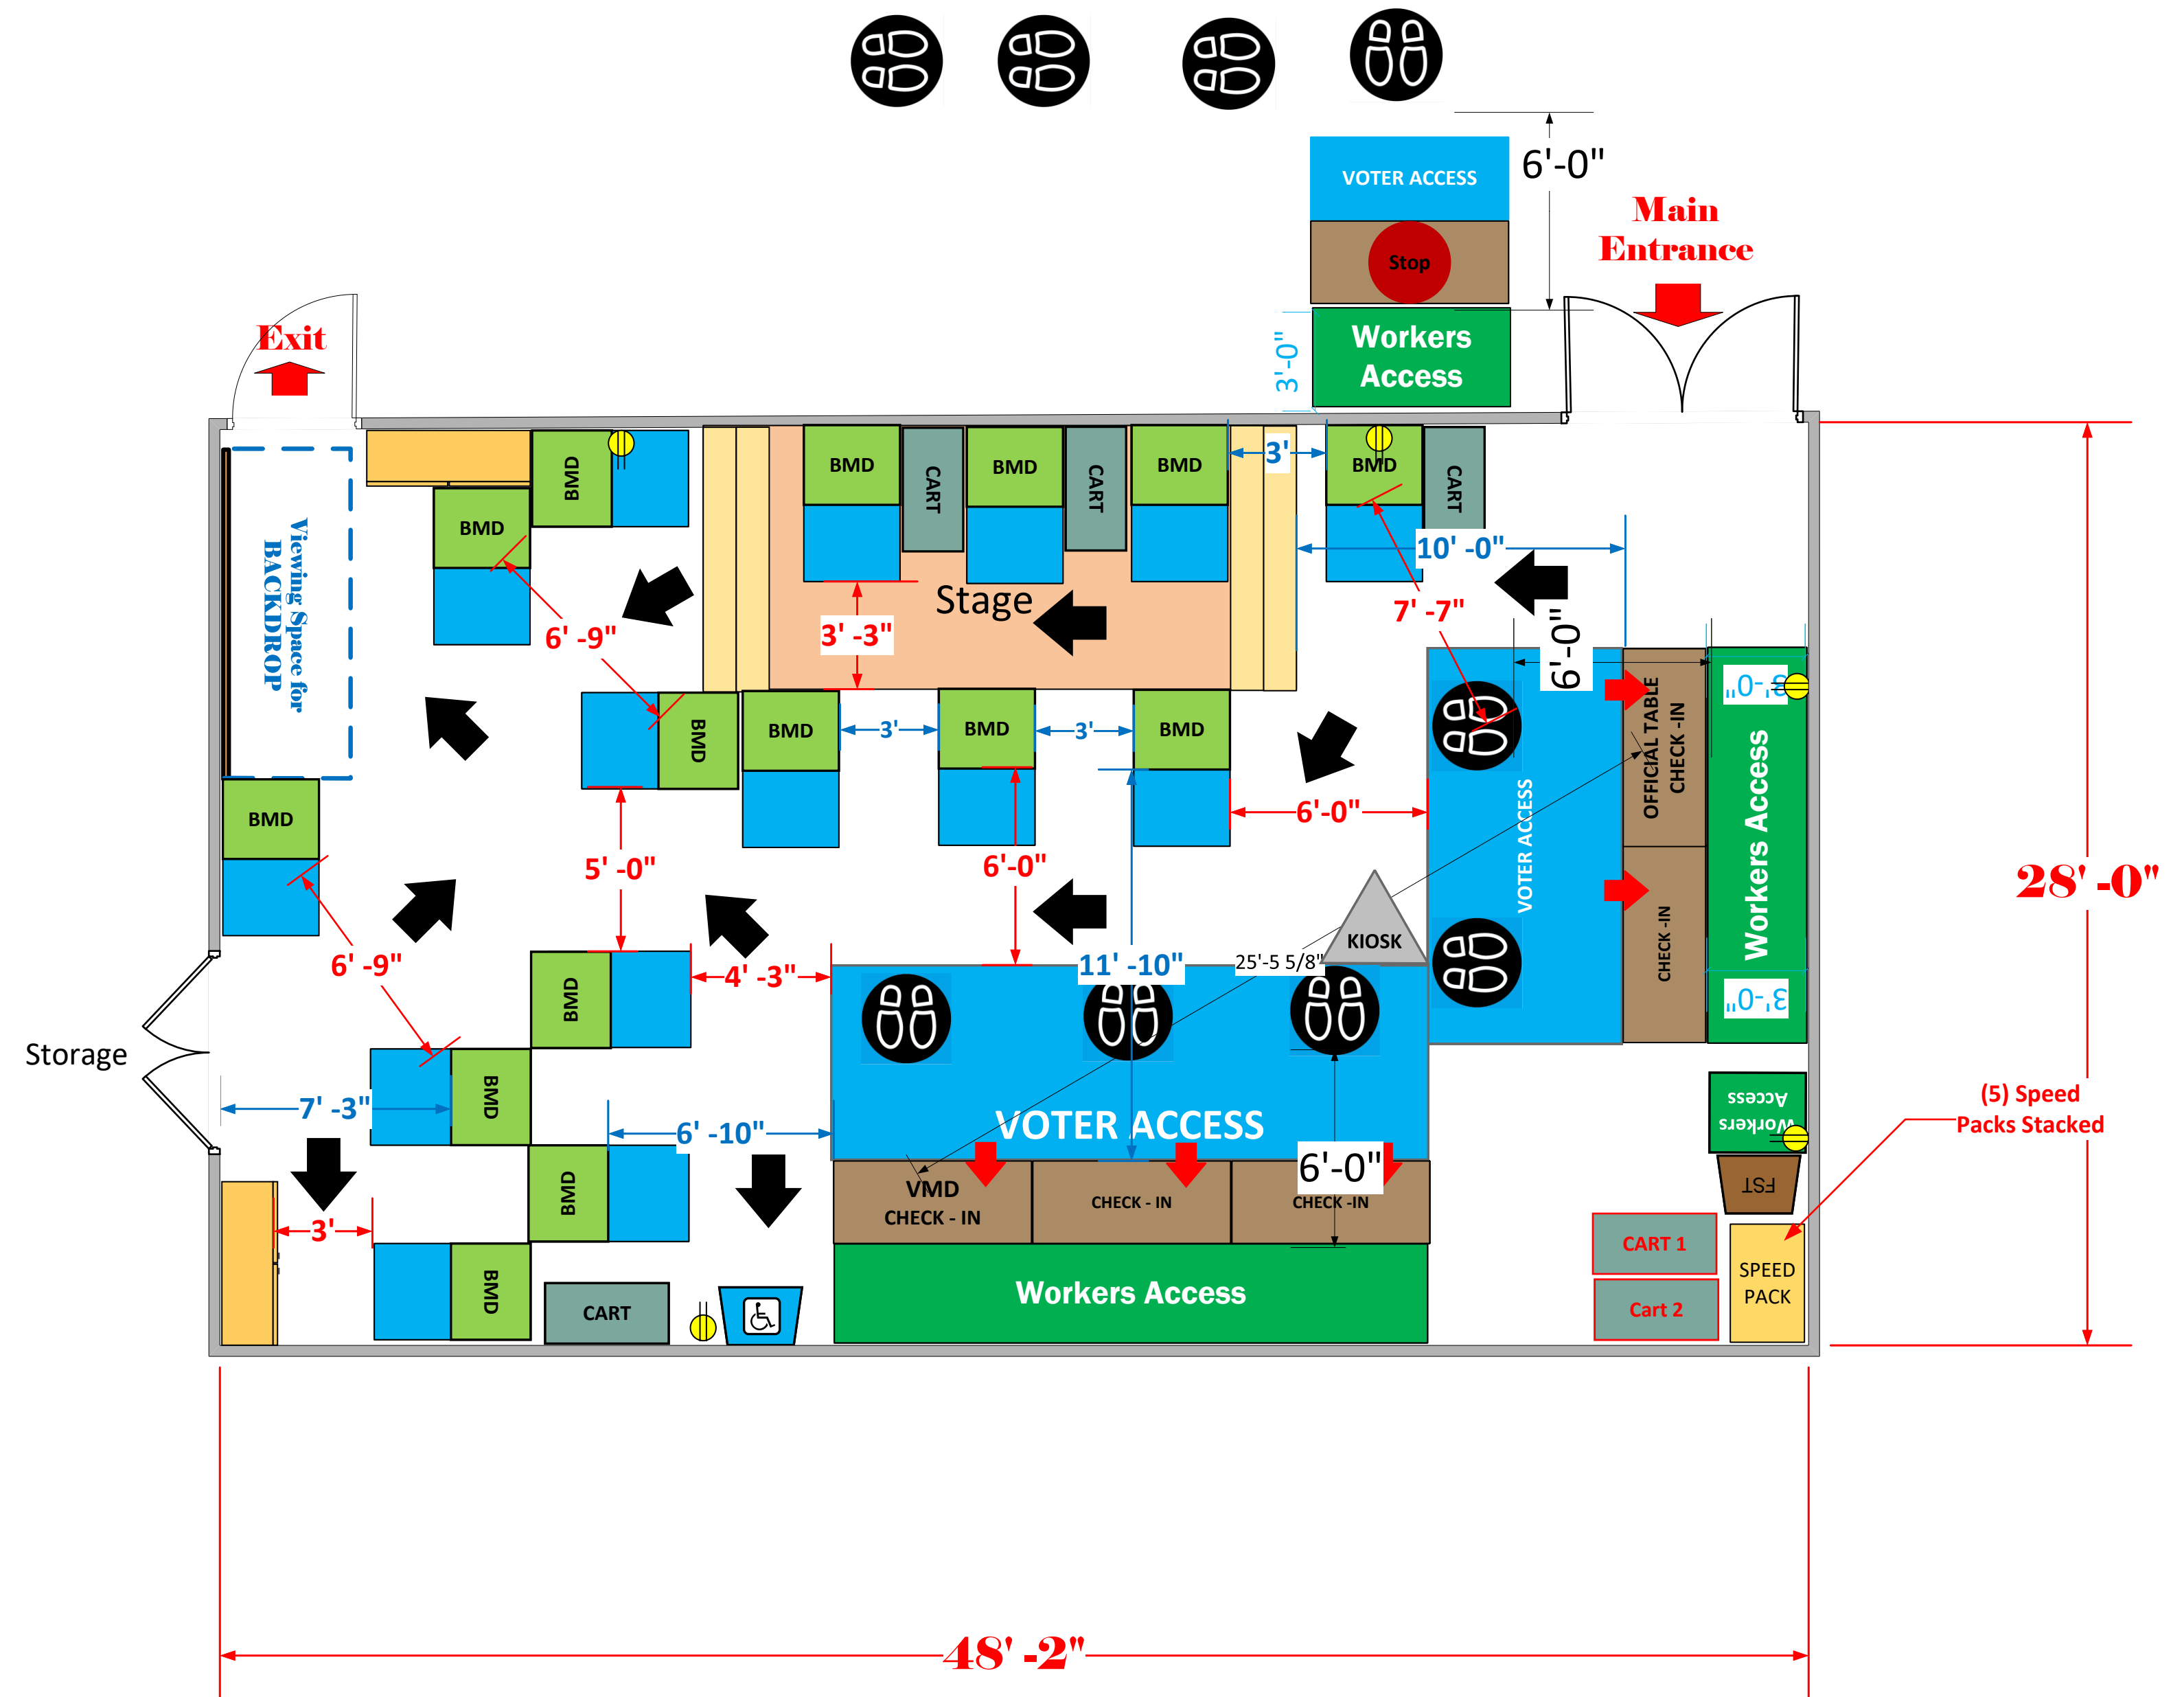 VOTER ACCESS
6'-0"
Main
Entrance
Stop
Exit
3'-0"
Workers
Access
BMD
BMD
BMD
CART
BMD
CART
BMD
3'
BMD
CART
BMD
Viewing Space for
BACKDROP
10' -0"
7' -7"
Stage
3' -3"
6' -9"
6'-0"
3'-0"
OFFICIAL TABLE
CHECK -IN
BMD
BMD
3'
BMD
3'
BMD
Workers Access
BMD
6'-0"
VOTER ACCESS
5' -0"
6'-0"
28' -0"
KIOSK
CHECK -IN
6' -9"
4' -3"
11' -10"
25'-5 5/8"
BMD
3'-0"
Storage
BMD
7' -3"
6' -10"
VOTER ACCESS
Workers
Access
(5) Speed
Packs Stacked
BMD
6'-0"
VMD
CHECK - IN
CHECK - IN
CHECK -IN
FST
3'
CART 1
BMD
Workers Access
SPEED
PACK
CART
Cart 2
48' -2"